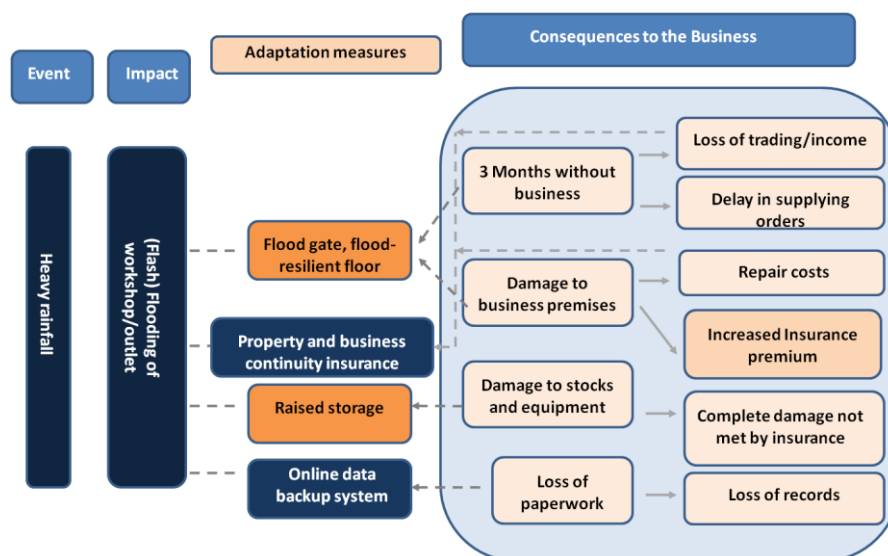 Consequences to the Business
Adaptation measures
Event
Impact
Heavy rainfall
(Flash) Flooding of
workshop/outlet
Flood gate, flood-
resilient floor
Property and business
continuity insurance
Raised storage
Online data
backup system
3 Months without
business
Damage to
business premises
Damage to stocks
and equipment
Loss of
paperwork
Loss of trading/income
Delay in supplying
orders
Repair costs
Increased Insurance
premium
Complete damage not
met by insurance
Loss of records